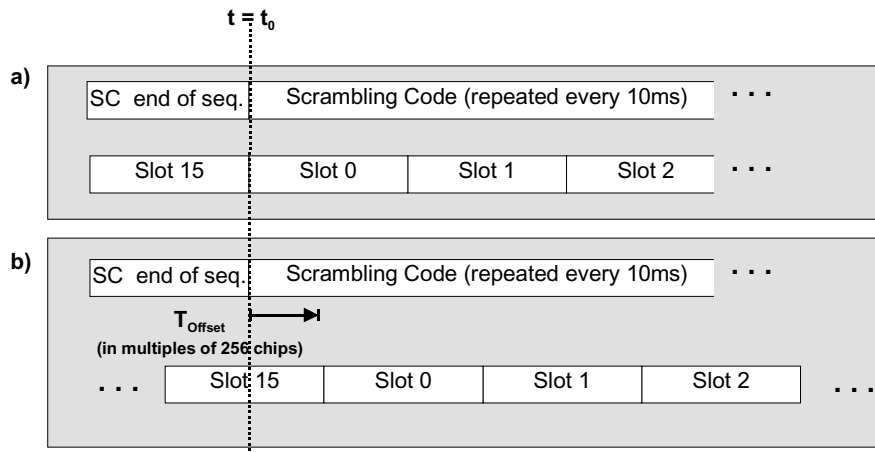 t = t0
a)
SC end of seq. Scrambling Code (repeated every 10ms) . . .
Slot 15 Slot 0 Slot 1 Slot 2 . . .
b)
SC end of seq. Scrambling Code (repeated every 10ms) . . .
TOffset
(in multiples of 256 chips)
. . . Slot 15 Slot 0 Slot 1 Slot 2 . . .